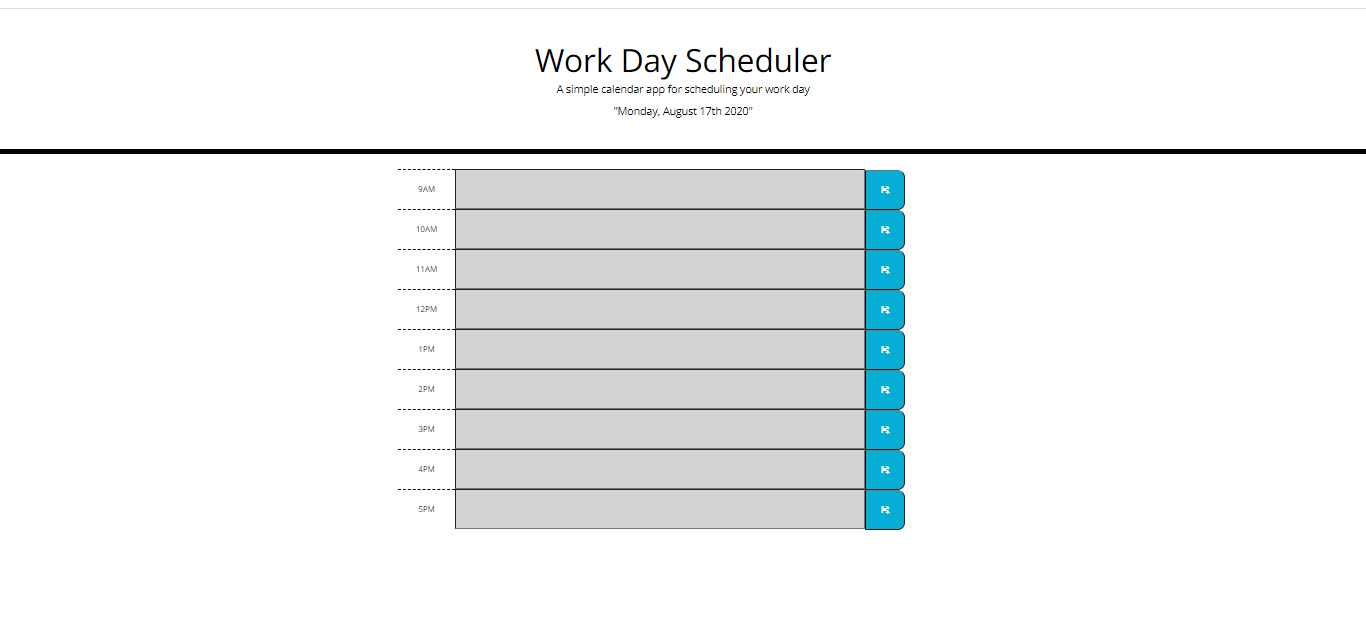 Work Day Scheduler
A simple calendar app for scheduling your work day
"Monday, August 17th 2020"
9AM
10AM
11AM
12PM
1PM
2PM
3PM
4PM
5PM